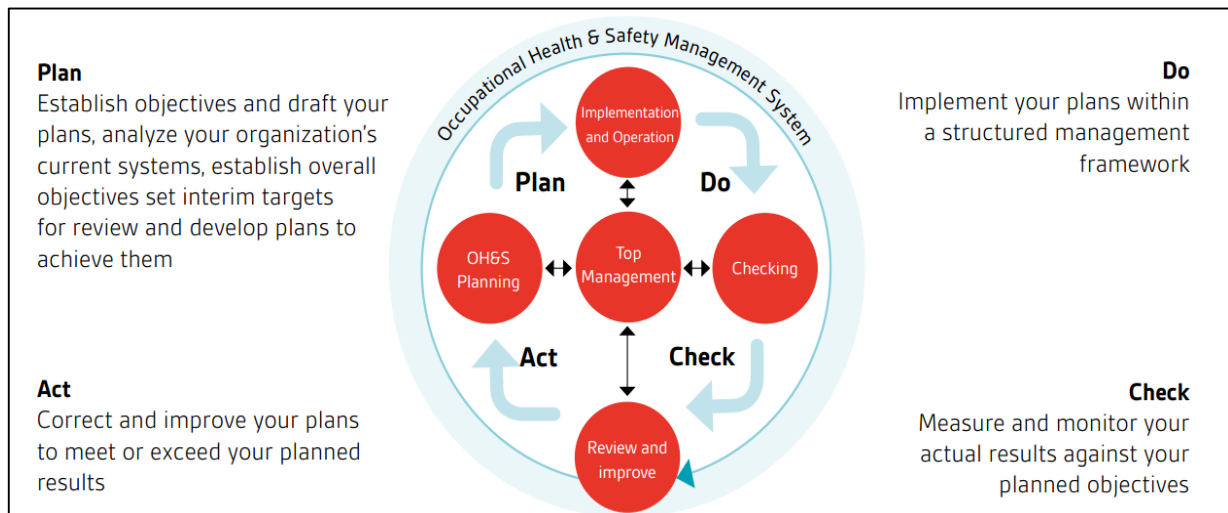 Occupational Health & Safety Management System
Plan
Establish objectives and draft your
plans, analyze your organization's
current systems, establish overall
objectives set interim targets
for review and develop plans to
achieve them
Do
Implement your plans within
a structured management
framework
Implementation
and Operation
Plan
Do
OH&S
Planning
Top
Management
Checking
Act
Check
Review and
improve
Act
Correct and improve your plans
to meet or exceed your planned
results
Check
Measure and monitor your
actual results against your
planned objectives